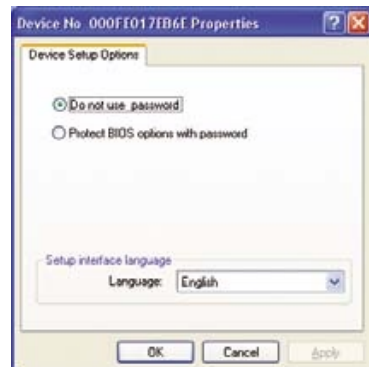 Device No 000FE017EB6E Properties
Device Setup Options
Do not use password
Protect BIOS options with password
Setup interface language
Language: English
OK Cancel Apply